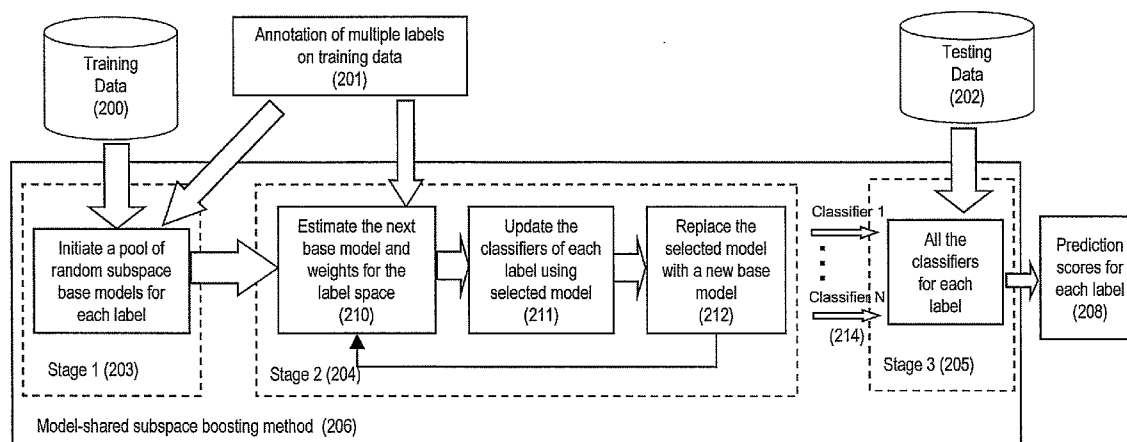 Training
Data
(200)
Annotation of multiple labels
on training data
(201)
Testing
Data
(202)
Initiate a pool of
random subspace
base models for
each label
Stage 1 (203)
Estimate the next
base model and
weights for the
label space
(210)
Update the
classifiers of each
label using
selected model
(211)
Replace the
selected model
with a new base
model
(212)
Stage 2 (204)
Classifier 1
Classifier N
(214)
All the
classifiers
for each
label
Stage 3 (205)
Prediction
scores for
each label
(208)
Model-shared subspace boosting method (206)